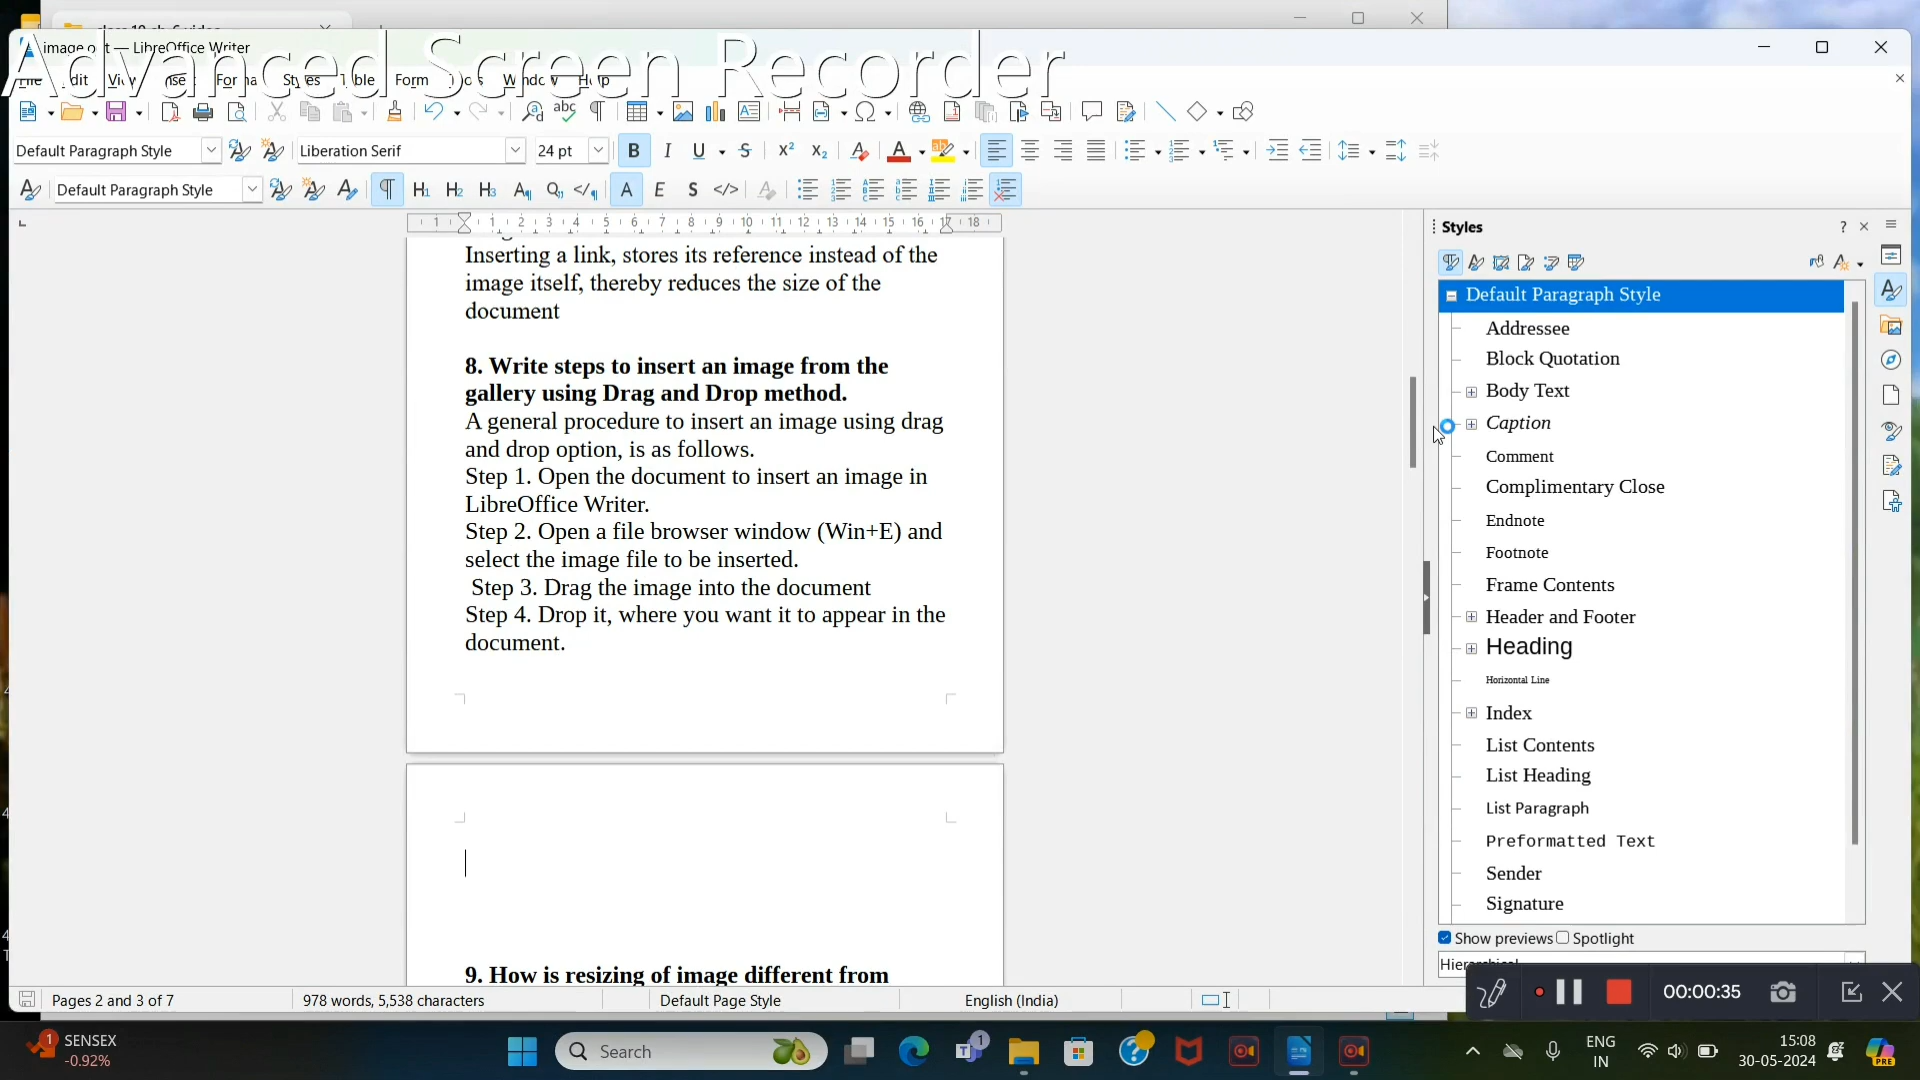 image o t — LibreOffice Writer
Advanced Screen Recorder
Styles Form Window Help
Default Paragraph Style Liberation Serif 24 pt
Default Paragraph Style
Inserting a link, stores its reference instead of the
image itself, thereby reduces the size of the
document
8. Write steps to insert an image from the
gallery using Drag and Drop method.
A general procedure to insert an image using drag
and drop option, is as follows.
Step 1. Open the document to insert an image in
LibreOffice Writer.
Step 2. Open a file browser window (Win+E) and
select the image file to be inserted.
Step 3. Drag the image into the document
Step 4. Drop it, where you want it to appear in the
document.
9. How is resizing of image different from
Styles
Default Paragraph Style
Addressee
Block Quotation
Body Text
Caption
Comment
Complimentary Close
Endnote
Footnote
Frame Contents
Header and Footer
Heading
Horizontal Line
Index
List Contents
List Heading
List Paragraph
Preformatted Text
Sender
Signature
Show previews Spotlight
00:00:35
Pages 2 and 3 of 7 978 words, 5,538 characters Default Page Style English (India)
SENSEX
-0.92%
Search
ENG
IN
15:08
30-05-2024